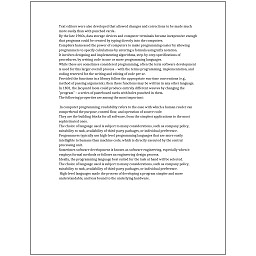 Text editors were also developed that allowed changes and corrections to be made much
more easily than with punched cards.
By the late 1960s, data storage devices and computer terminals became inexpensive enough
that programs could be created by typing directly into the computers.
Compilers harnessed the power of computers to make programming easier by allowing
programmers to specify calculations by entering a formula using infix notation.
It involves designing and implementing algorithms, step-by-step specifications of
procedures, by writing code in one or more programming languages.
While these are sometimes considered programming, often the term software development
is used for this larger overall process – with the terms programming, implementation, and
coding reserved for the writing and editing of code per se.
Provided the functions in a library follow the appropriate run-time conventions (e.g.,
method of passing arguments), then these functions may be written in any other language.
In 1801, the Jacquard loom could produce entirely different weaves by changing the
"program" – a series of pasteboard cards with holes punched in them.
The following properties are among the most important:

In computer programming, readability refers to the ease with which a human reader can
comprehend the purpose, control flow, and operation of source code.
They are the building blocks for all software, from the simplest applications to the most
sophisticated ones.
The choice of language used is subject to many considerations, such as company policy,
suitability to task, availability of third-party packages, or individual preference.
Programmers typically use high-level programming languages that are more easily
intelligible to humans than machine code, which is directly executed by the central
processing unit.
Sometimes software development is known as software engineering, especially when it
employs formal methods or follows an engineering design process.
Ideally, the programming language best suited for the task at hand will be selected.
The choice of language used is subject to many considerations, such as company policy,
suitability to task, availability of third-party packages, or individual preference.
High-level languages made the process of developing a program simpler and more
understandable, and less bound to the underlying hardware.